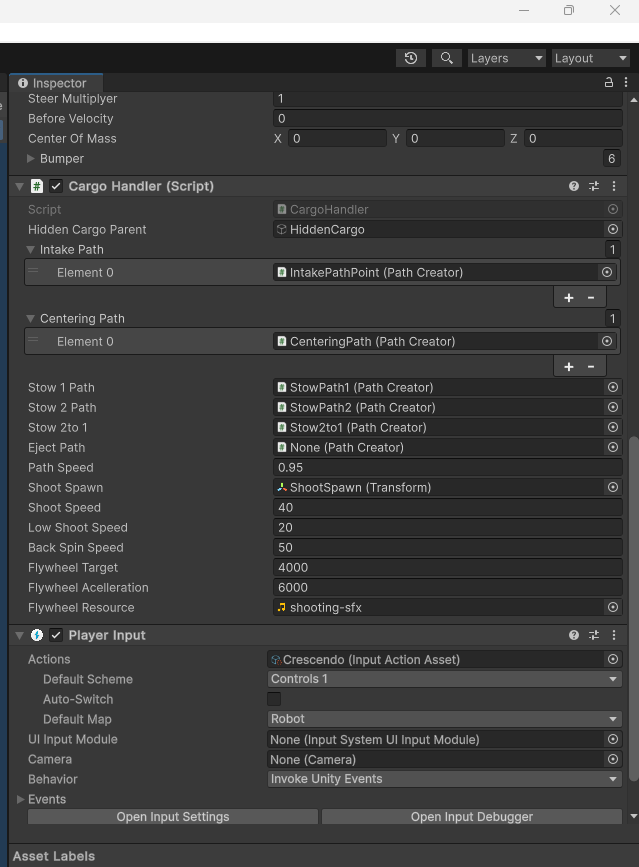 Layers
Layout
Inspector
Steer Multiplyer 1
Before Velocity 0
Center Of Mass X 0 Y 0 Z 0
Bumper 6
# Cargo Handler (Script)
Script # CargoHandler
Hidden Cargo Parent HiddenCargo
Intake Path 1
Element 0 # IntakePathPoint (Path Creator)
+ -
Centering Path 1
Element 0 # CenteringPath (Path Creator)
+ -
Stow 1 Path # StowPath1 (Path Creator)
Stow 2 Path # StowPath2 (Path Creator)
Stow 2to 1 # Stow2to1 (Path Creator)
Eject Path # None (Path Creator)
Path Speed 0.95
Shoot Spawn ShootSpawn (Transform)
Shoot Speed 40
Low Shoot Speed 20
Back Spin Speed 50
Flywheel Target 4000
Flywheel Acelleration 6000
Flywheel Resource shooting-sfx
Player Input
Actions Crescendo (Input Action Asset)
Default Scheme Controls 1
Auto-Switch
Default Map Robot
UI Input Module None (Input System UI Input Module)
Camera None (Camera)
Behavior Invoke Unity Events
Events
Open Input Settings Open Input Debugger
Asset Labels